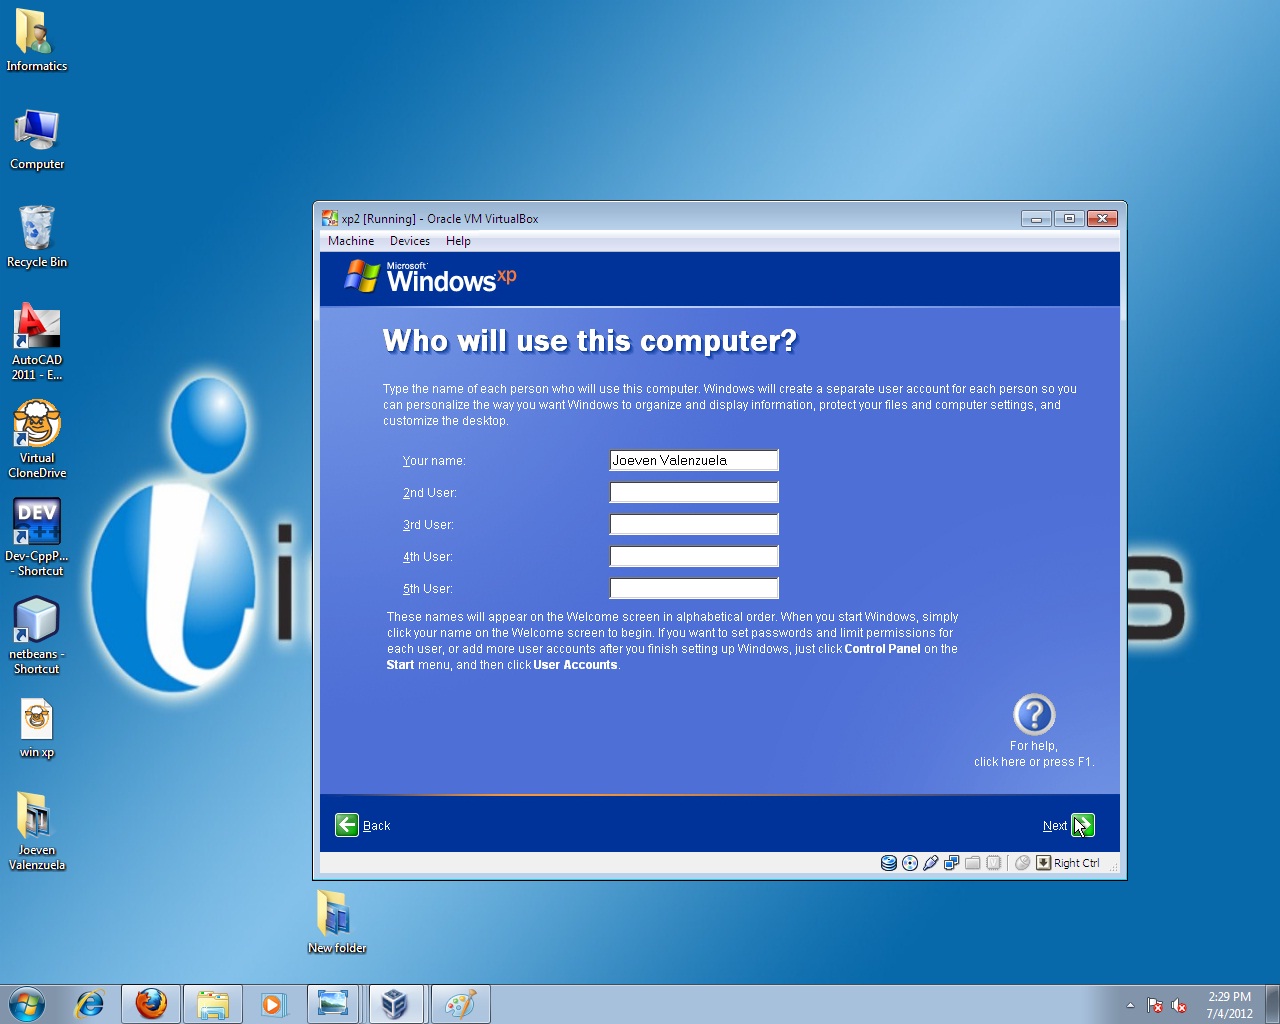 Informatics
Computer
Recycle Bin
AutoCAD
2011 - E...
Virtual
CloneDrive
DEV
C++
Dev-CppP...
- Shortcut
netbeans -
Shortcut
win xp
Joeven
Valenzuela
xp2 [Running] - Oracle VM VirtualBox
Machine Devices Help
Microsoft
Windows xp
Who will use this computer?
Type the name of each person who will use this computer. Windows will create a separate user account for each person so you
can personalize the way you want Windows to organize and display information, protect your files and computer settings, and
customize the desktop.
Your name: Joeven Valenzuela
2nd User:
3rd User:
4th User:
5th User:
These names will appear on the Welcome screen in alphabetical order. When you start Windows, simply
click your name on the Welcome screen to begin. If you want to set passwords and limit permissions for
each user, or add more user accounts after you finish setting up Windows, just click Control Panel on the
Start menu, and then click User Accounts.
For help,
click here or press F1.
Back Next
Right Ctrl
New folder
2:29 PM
7/4/2012